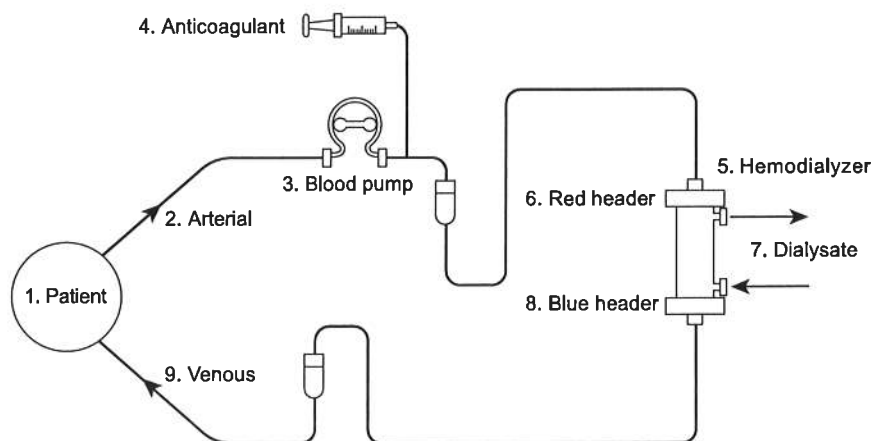 4. Anticoagulant
3. Blood pump
2. Arterial
1. Patient
5. Hemodialyzer
6. Red header
7. Dialysate
8. Blue header
9. Venous